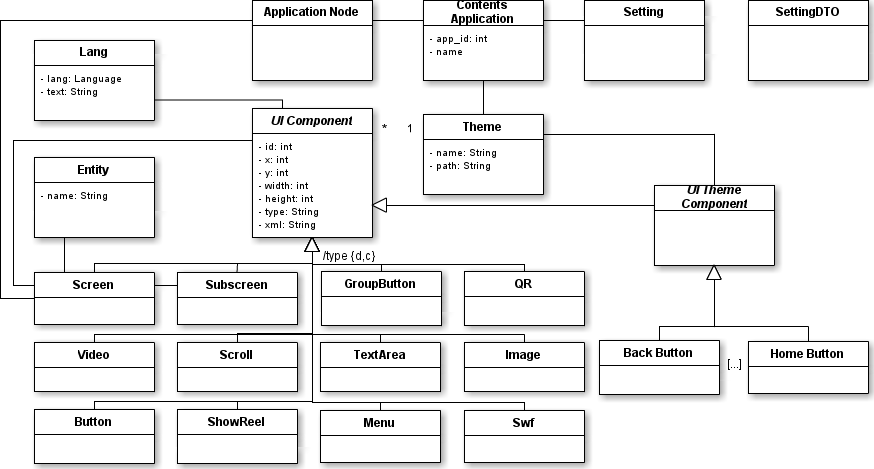 Application Node
Contents
Application
- app_id: int
- name
Setting
SettingDTO
Lang
- lang: Language
- text: String
UI Component
- id: int
- x: int
- y: int
- width: int
- height: int
- type: String
- xml: String
* 1
Theme
- name: String
- path: String
Entity
- name: String
UI Theme
Component
/type {d,c}
Screen
Subscreen
GroupButton
QR
Video
Scroll
TextArea
Image
Back Button
[...]
Home Button
Button
ShowReel
Menu
Swf